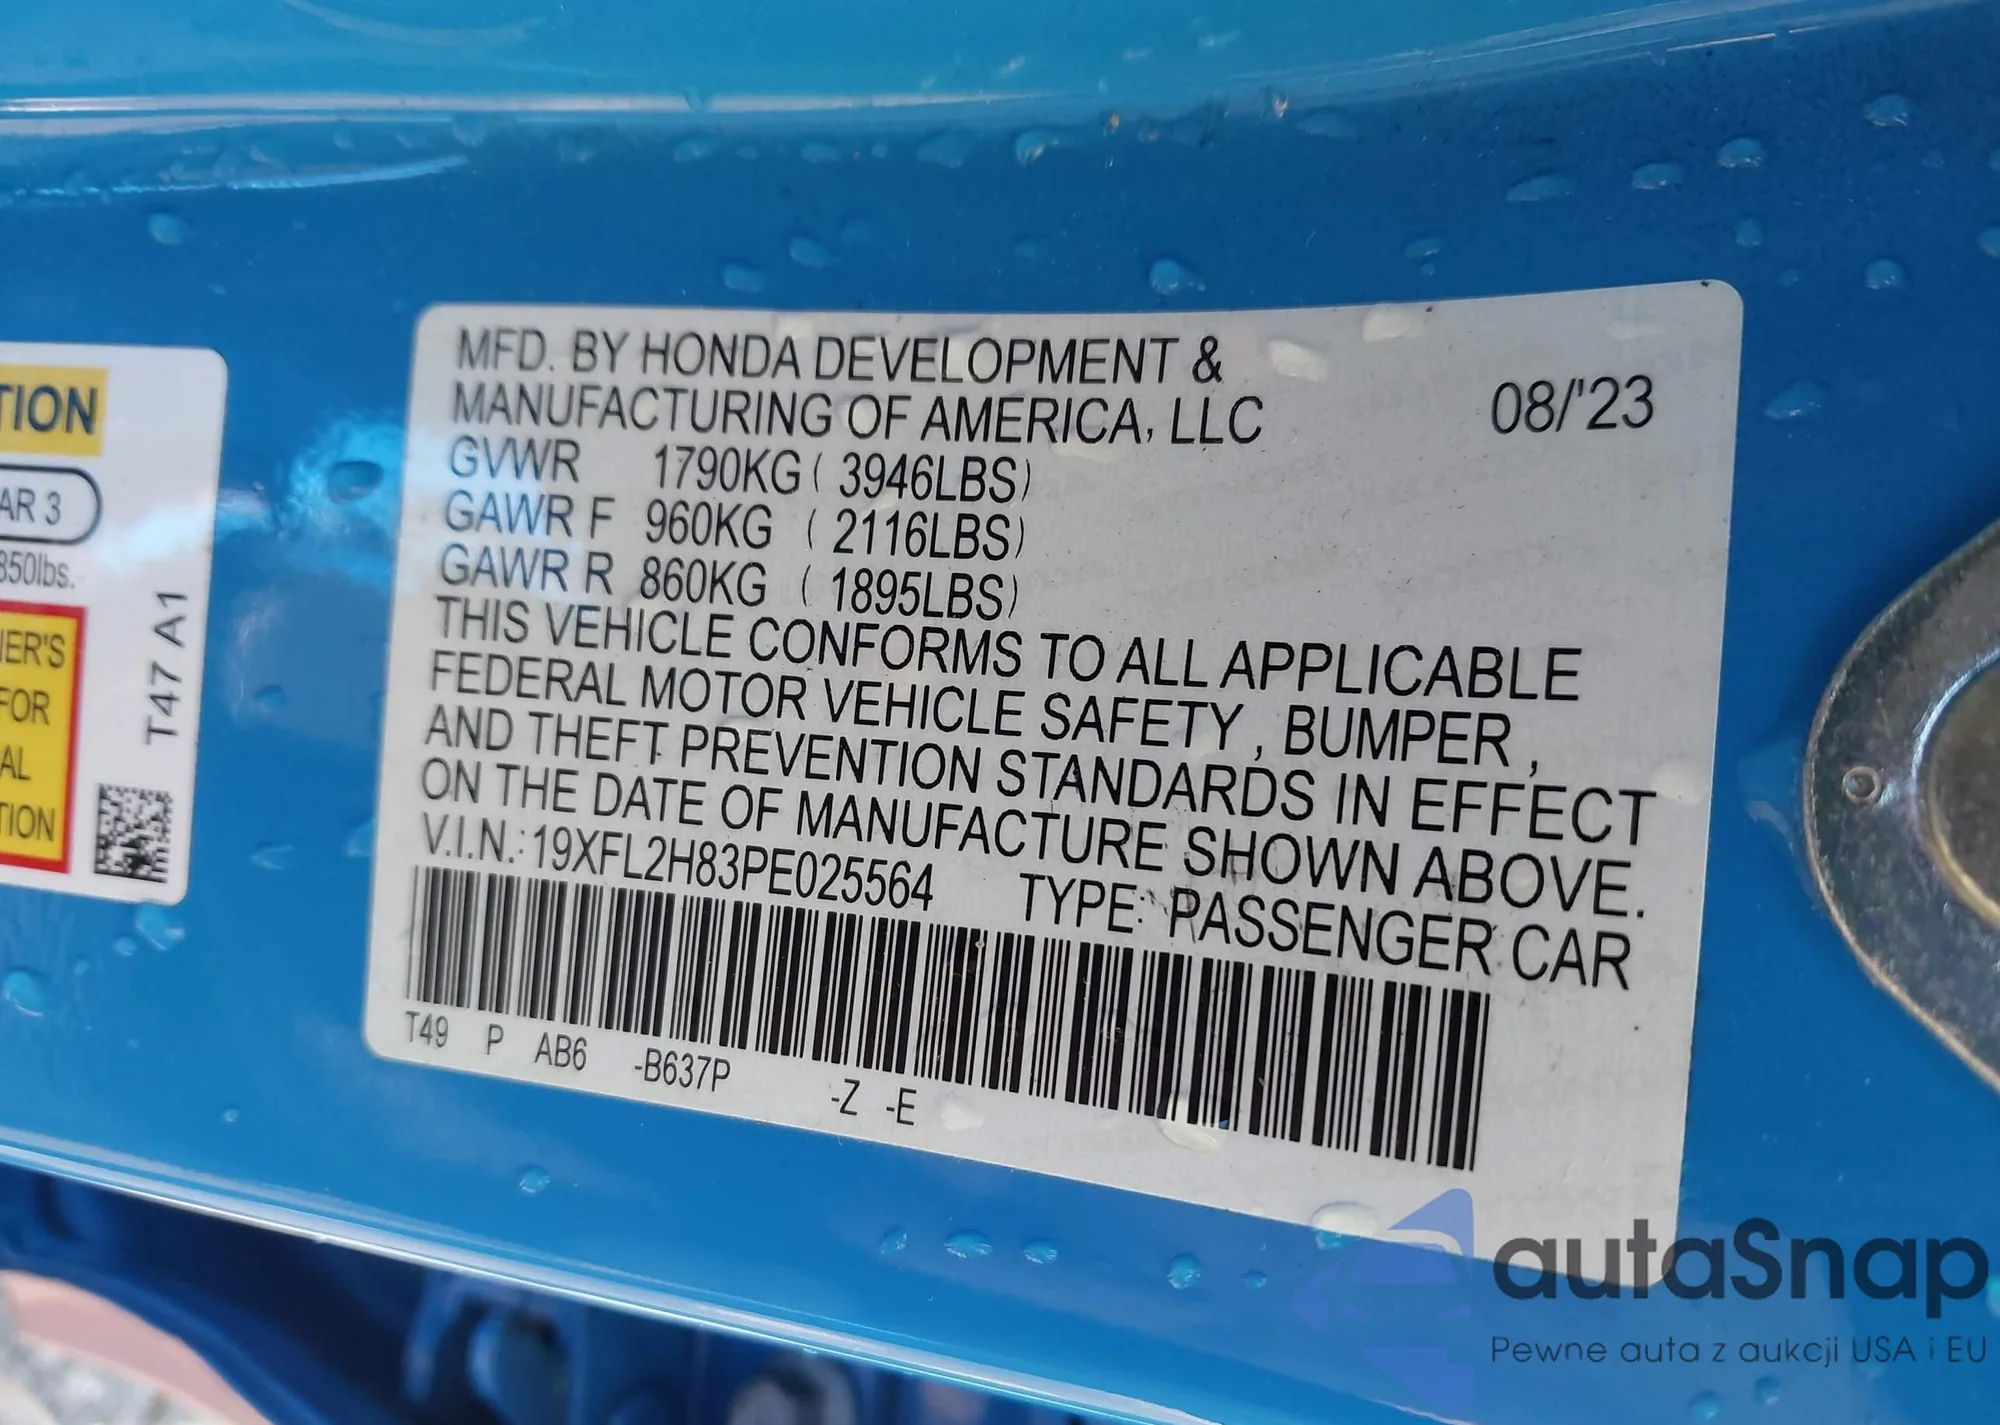 TION
AR 3
350lbs.
NER'S
FOR
AL
TION
T47 A1
MFD. BY HONDA DEVELOPMENT &
MANUFACTURING OF AMERICA, LLC
08/'23
GVWR 1790KG ( 3946LBS)
GAWR F 960KG ( 2116LBS)
GAWR R 860KG ( 1895LBS)
THIS VEHICLE CONFORMS TO ALL APPLICABLE
FEDERAL MOTOR VEHICLE SAFETY , BUMPER ,
AND THEFT PREVENTION STANDARDS IN EFFECT
ON THE DATE OF MANUFACTURE SHOWN ABOVE.
V.I.N.: 19XFL2H83PE025564 TYPE: PASSENGER CAR
T49 P AB6 -B637P -Z -E
autaSnap
Pewne auta z aukcji USA i EU